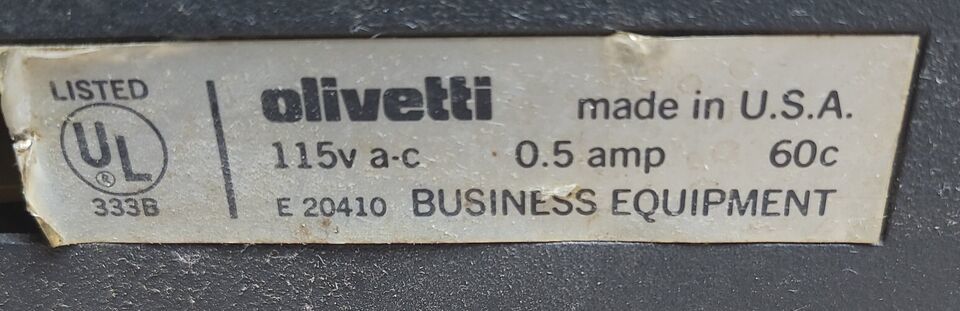 LISTED
UL
®
333B
olivetti made in U.S.A.
115v a-c 0.5 amp 60c
E 20410 BUSINESS EQUIPMENT